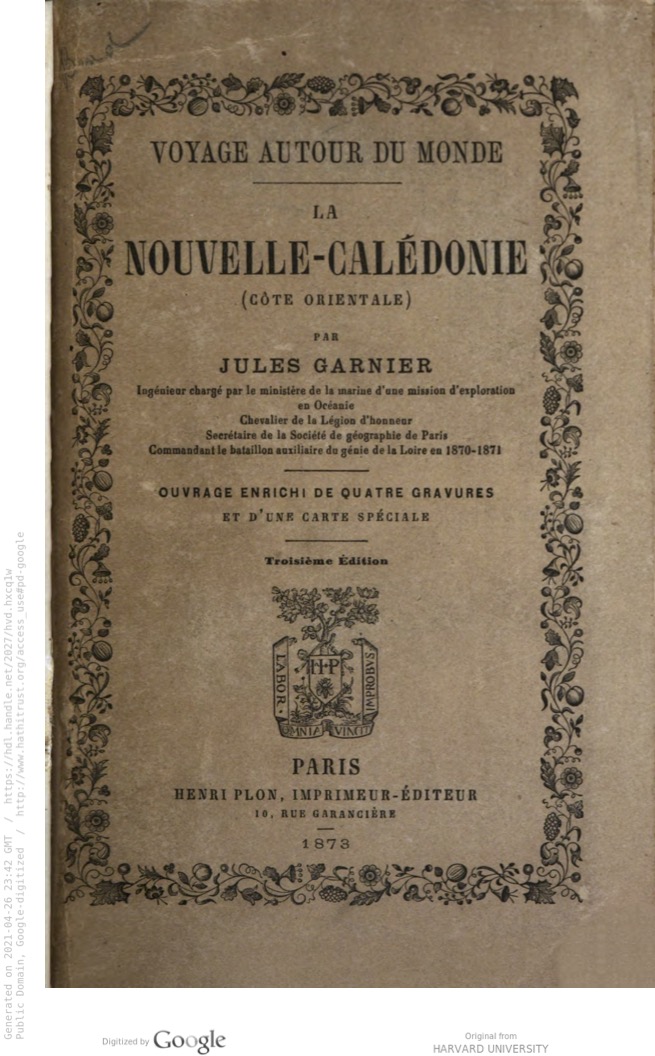 VOYAGE AUTOUR DU MONDE
LA
NOUVELLE-CALÉDONIE
(CÔTE ORIENTALE)
PAR
JULES GARNIER
Ingénieur chargé par le ministère de la marine d'une mission d'exploration
en Océanie
Chevalier de la Légion d'honneur
Secrétaire de la Société de géographie de Paris
Commandant le bataillon auxiliaire du génie de la Loire en 1870-1871
OUVRAGE ENRICHI DE QUATRE GRAVURES
ET D'UNE CARTE SPÉCIALE
Troisième Édition
LABOR
H P
IMPROBVS
OMNIA VINCIT
PARIS
HENRI PLON, IMPRIMEUR-ÉDITEUR
10, RUE GARANCIÈRE
1873
Generated on 2021-04-26 23:42 GMT / https://hdl.handle.net/2027/hvd.hxcq1w
Public Domain, Google-digitized / http://www.hathitrust.org/access_use#pd-google
Digitized by Google
Original from
HARVARD UNIVERSITY